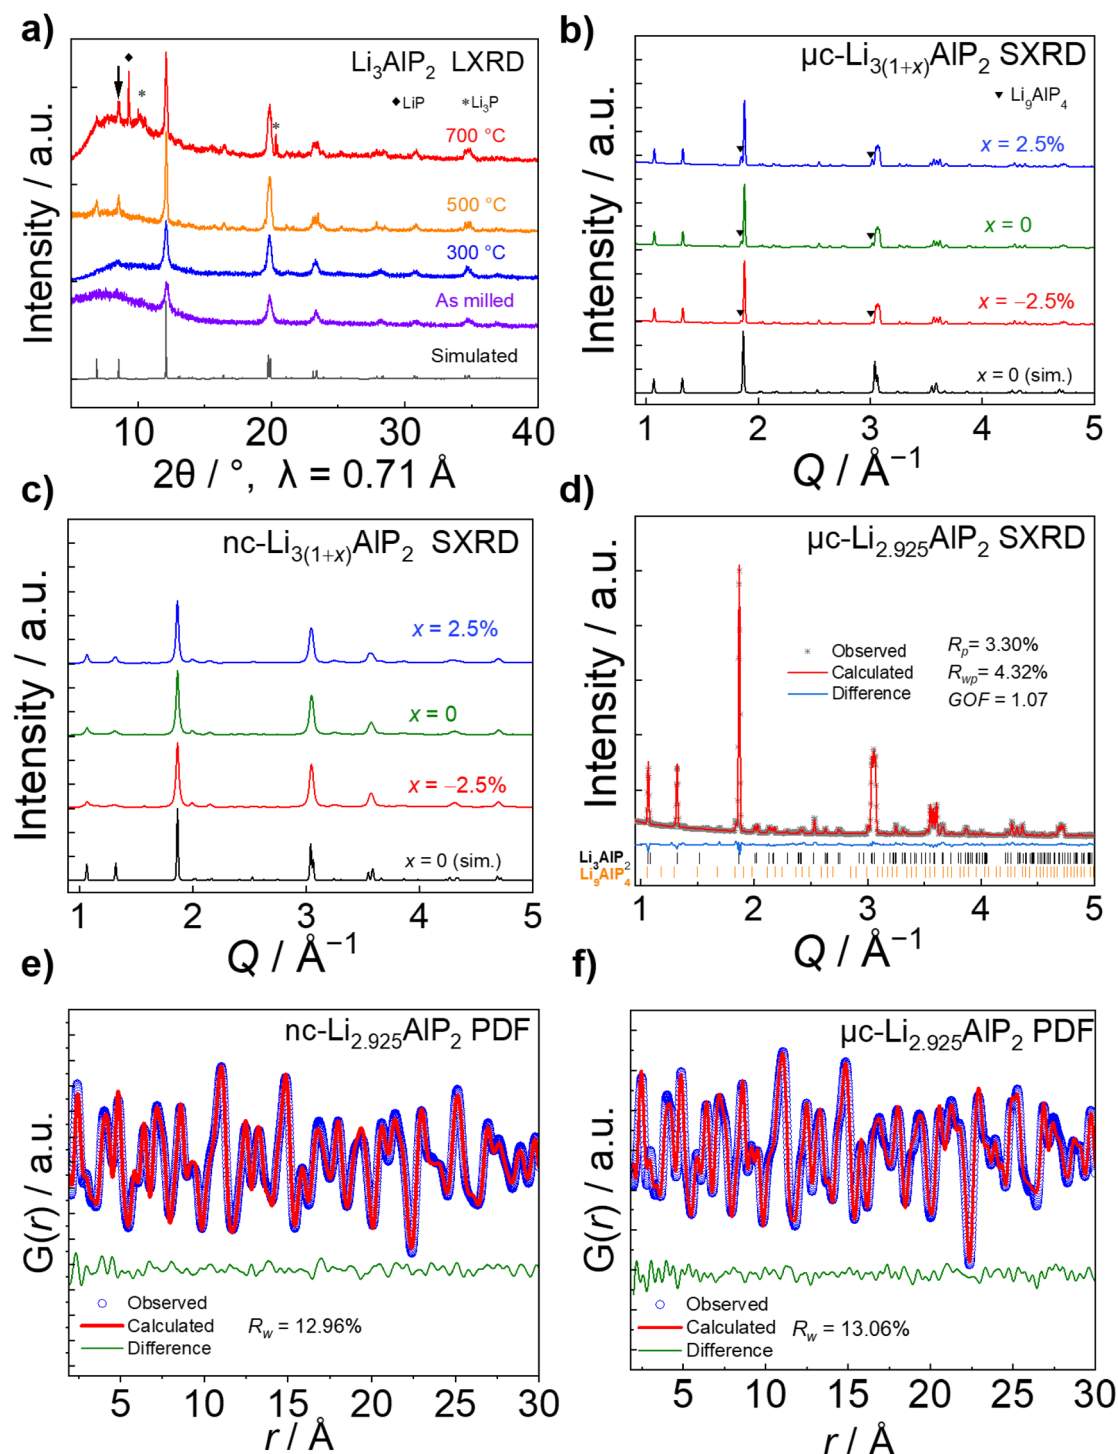 a)
Li₃AlP₂ LXRD
◆ LiP *Li₃P
700 °C
500 °C
300 °C
As milled
Simulated
Intensity / a.u.
10 20 30 40
2θ / °, λ = 0.71 Å
b)
μc-Li₃₍₁₊ₓ₎AlP₂ SXRD
▼ Li₉AlP₄
x = 2.5%
x = 0
x = −2.5%
x = 0 (sim.)
Intensity / a.u.
1 2 3 4 5
Q / Å⁻¹
c)
nc-Li₃₍₁₊ₓ₎AlP₂ SXRD
x = 2.5%
x = 0
x = −2.5%
x = 0 (sim.)
Intensity / a.u.
1 2 3 4 5
Q / Å⁻¹
d)
μc-Li₂.₉₂₅AlP₂ SXRD
Observed
Calculated
Difference
Rₚ= 3.30%
R_wp= 4.32%
GOF = 1.07
Li₃AlP₂
Li₉AlP₄
Intensity / a.u.
1 2 3 4 5
Q / Å⁻¹
e)
nc-Li₂.₉₂₅AlP₂ PDF
G(r) / a.u.
Observed
Calculated R_w = 12.96%
Difference
5 10 15 20 25 30
r / Å
f)
μc-Li₂.₉₂₅AlP₂ PDF
G(r) / a.u.
Observed
Calculated R_w = 13.06%
Difference
5 10 15 20 25 30
r / Å